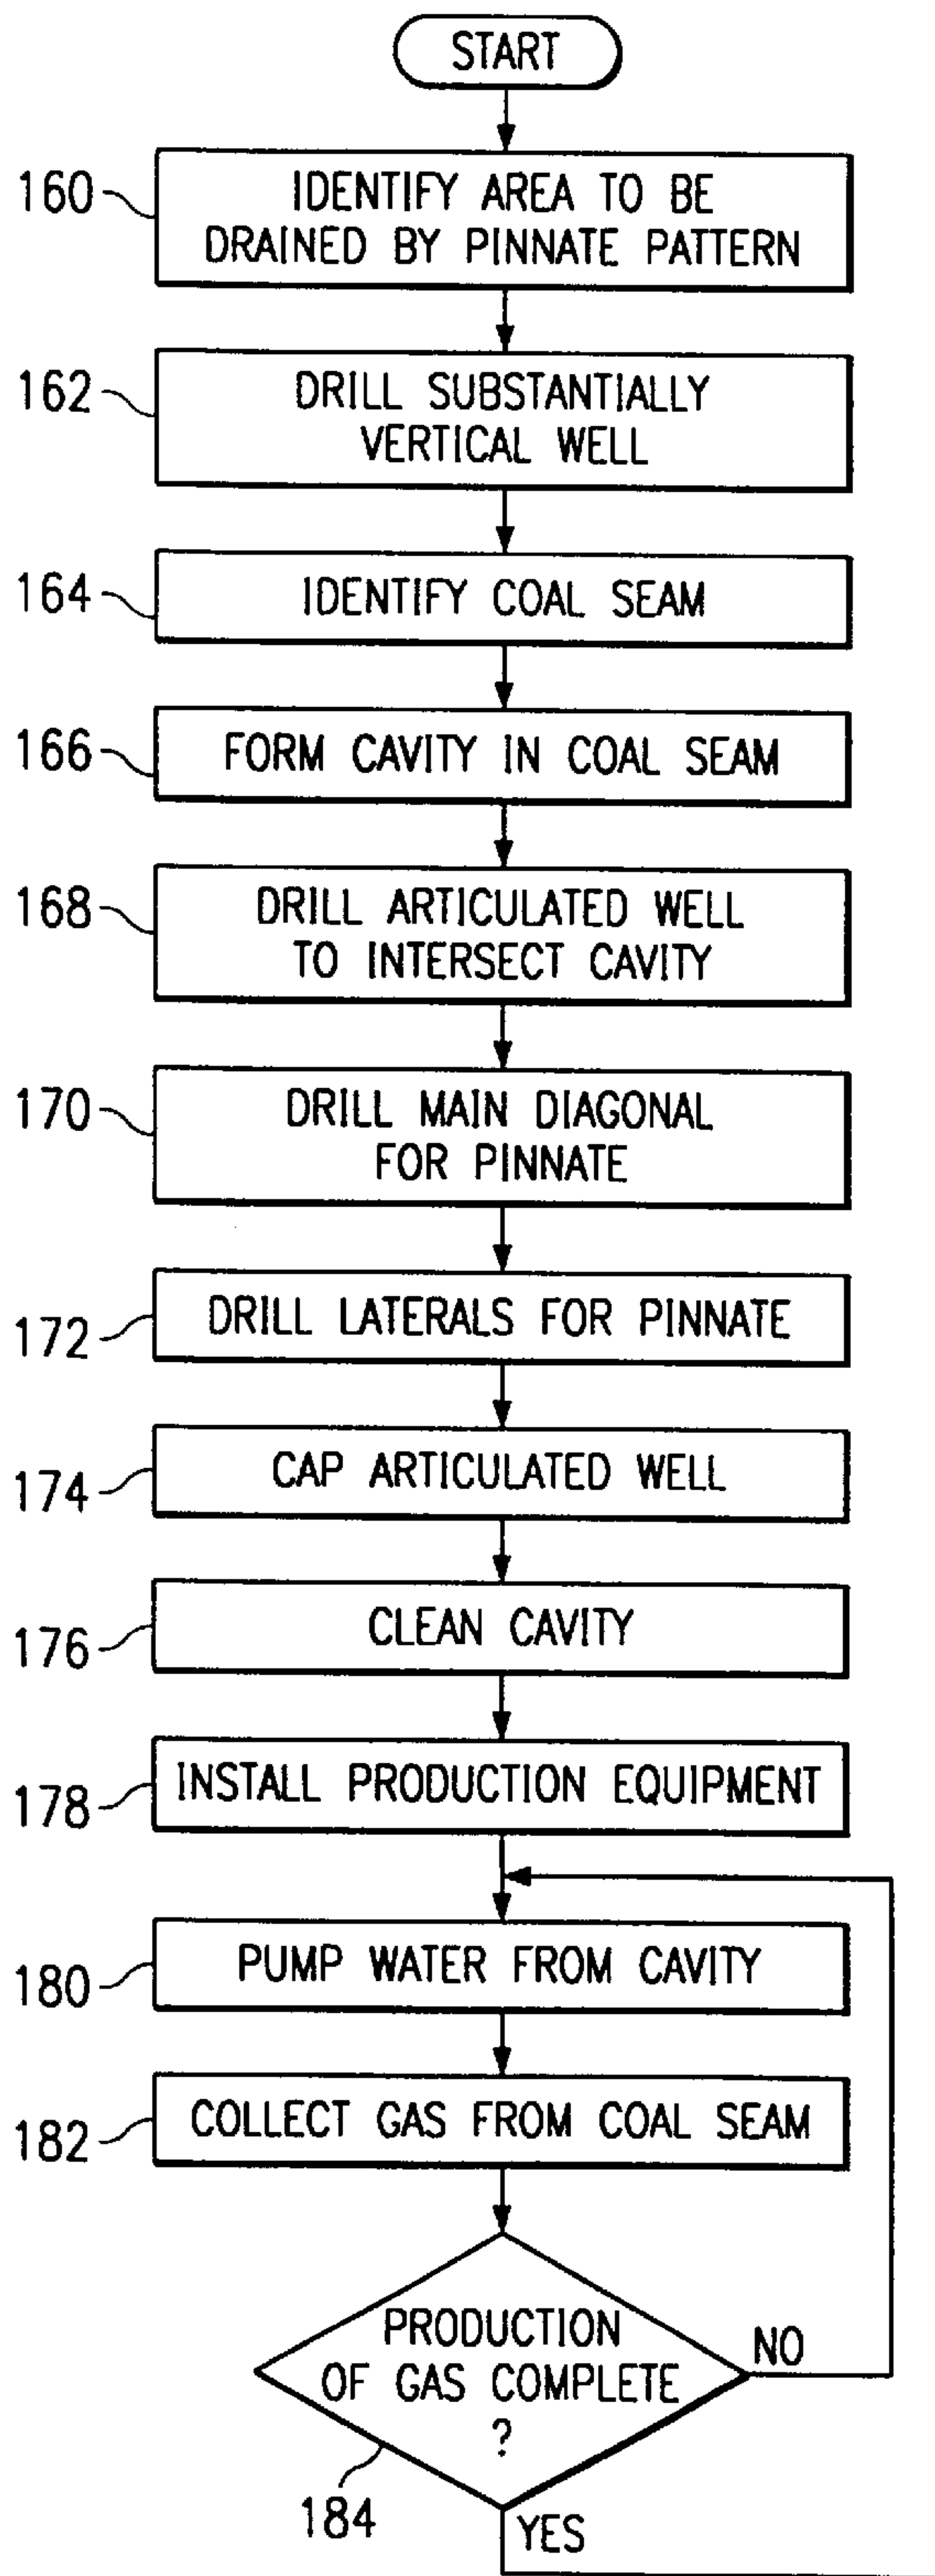 START
160
IDENTIFY AREA TO BE
DRAINED BY PINNATE PATTERN
162
DRILL SUBSTANTIALLY
VERTICAL WELL
164
IDENTIFY COAL SEAM
166
FORM CAVITY IN COAL SEAM
168
DRILL ARTICULATED WELL
TO INTERSECT CAVITY
170
DRILL MAIN DIAGONAL
FOR PINNATE
172
DRILL LATERALS FOR PINNATE
174
CAP ARTICULATED WELL
176
CLEAN CAVITY
178
INSTALL PRODUCTION EQUIPMENT
180
PUMP WATER FROM CAVITY
182
COLLECT GAS FROM COAL SEAM
PRODUCTION
OF GAS COMPLETE
?
NO
184
YES